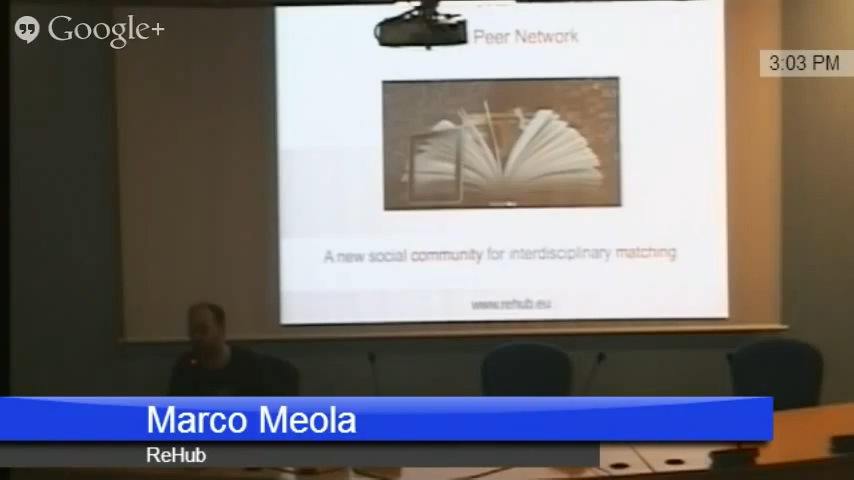 Google+
Peer Network
3:03 PM
A new social community for interdisciplinary matching
www.rehub.eu
Marco Meola
ReHub